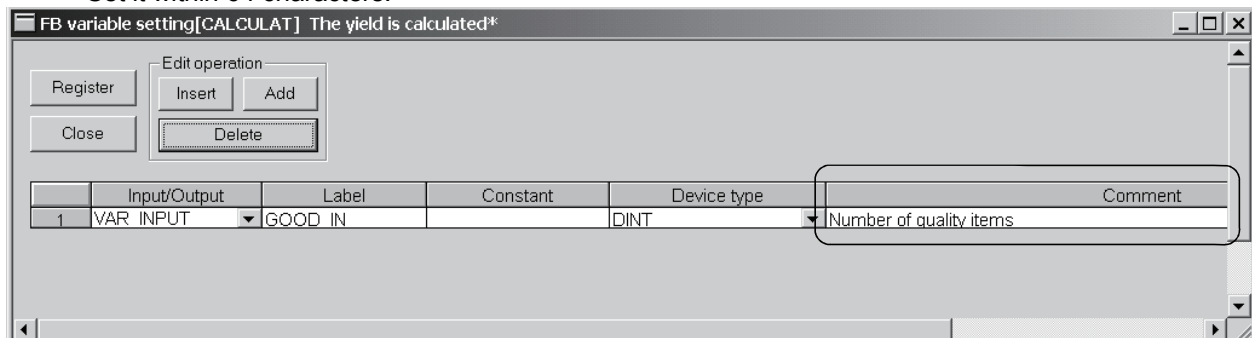 FB variable setting[CALCULAT] The yield is calculated*
Edit operation
Register Insert Add
Close Delete
Input/Output Label Constant Device type Comment
1 VAR_INPUT GOOD_IN DINT Number of quality items